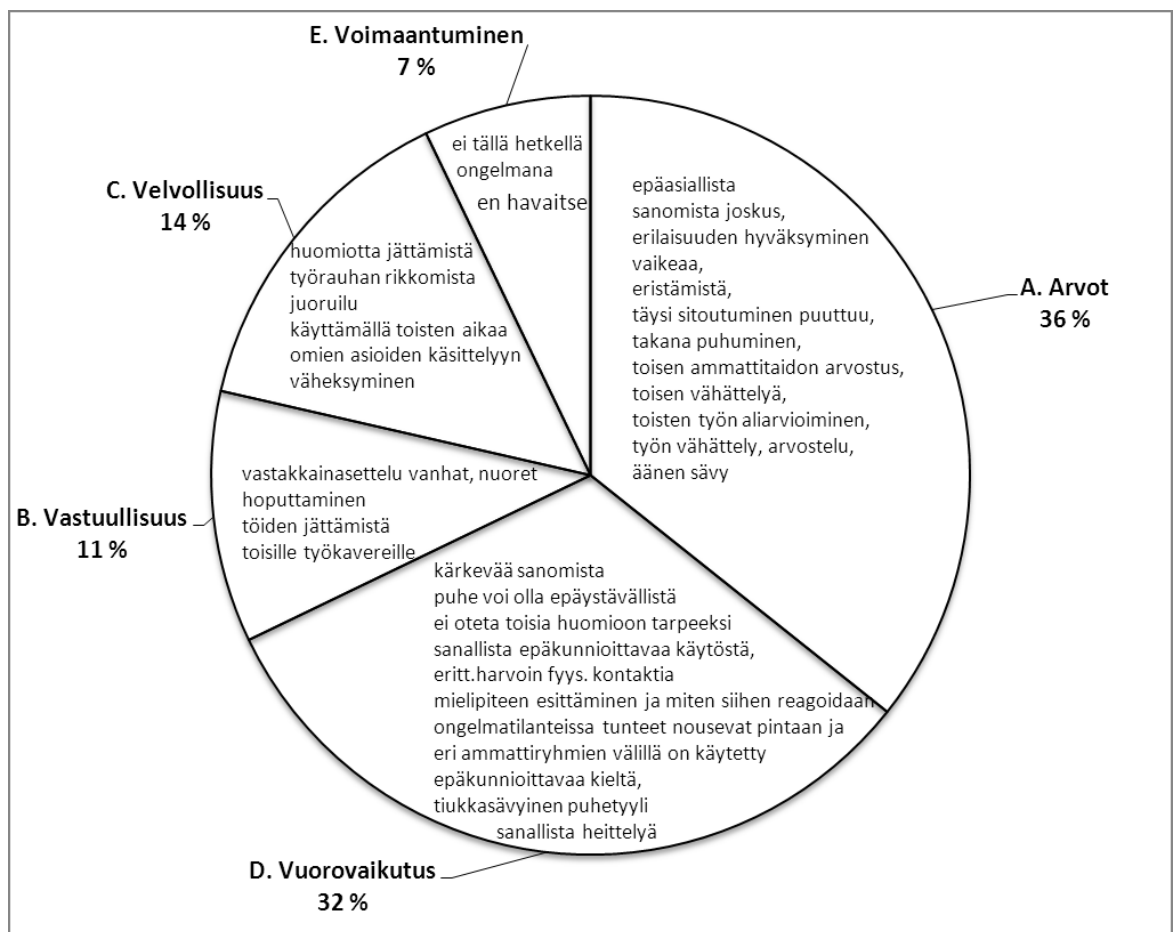 E. Voimaantuminen
7 %
ei tällä hetkellä
ongelmana
en havaitse
C. Velvollisuus
14 %
huomiotta jättämistä
työrauhan rikkomista
juoruilu
käyttämällä toisten aikaa
omien asioiden käsittelyyn
väheksyminen
epäasiallista
sanomista joskus,
erilaisuuden hyväksyminen
vaikeaa,
eristämistä,
täysi sitoutuminen puuttuu,
takana puhuminen,
toisen ammattitaidon arvostus,
toisen vähättelyä,
toisten työn aliarvioiminen,
työn vähättely, arvostelu,
äänen sävy
A. Arvot
36 %
vastakkainasettelu vanhat, nuoret
hoputtaminen
töiden jättämistä
toisille työkavereille
B. Vastuullisuus
11 %
kärkevää sanomista
puhe voi olla epäystävällistä
ei oteta toisia huomioon tarpeeksi
sanallista epäkunnioittavaa käytöstä,
eritt.harvoin fyys. kontaktia
mielipiteen esittäminen ja miten siihen reagoidaan
ongelmatilanteissa tunteet nousevat pintaan ja
eri ammattiryhmien välillä on käytetty
epäkunnioittavaa kieltä,
tiukkasävyinen puhetyyli
sanallista heittelyä
D. Vuorovaikutus
32 %